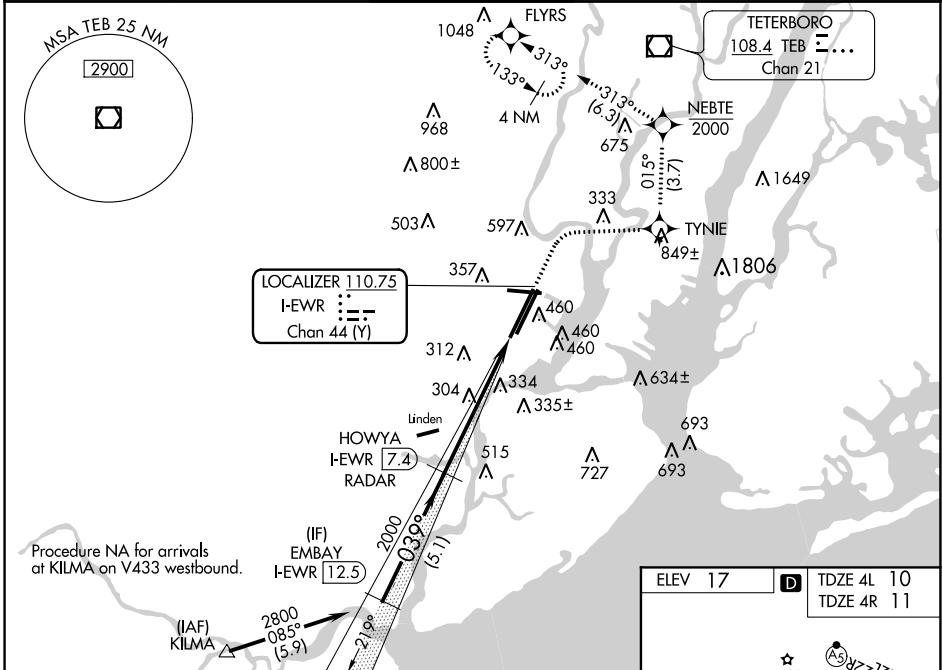 MSA TEB 25 NM
2900
1048
FLYRS
313°
133°
4 NM
TETERBORO
108.4 TEB
Chan 21
313°
(6.3)
NEBTE
2000
675
968
800±
015°
(3.7)
1649
333
503
597
TYNIE
849±
1806
357
LOCALIZER 110.75
I-EWR
Chan 44 (Y)
460
460
460
312
304
334
335±
634±
Linden
HOWYA
I-EWR 7.4
RADAR
515
727
693
693
2000
039°
(5.1)
(IF)
EMBAY
I-EWR 12.5
Procedure NA for arrivals
at KILMA on V433 westbound.
(IAF)
KILMA
2800
085°
(5.9)
219°
ELEV 17
D
TDZE 4L 10
TDZE 4R 11
A5